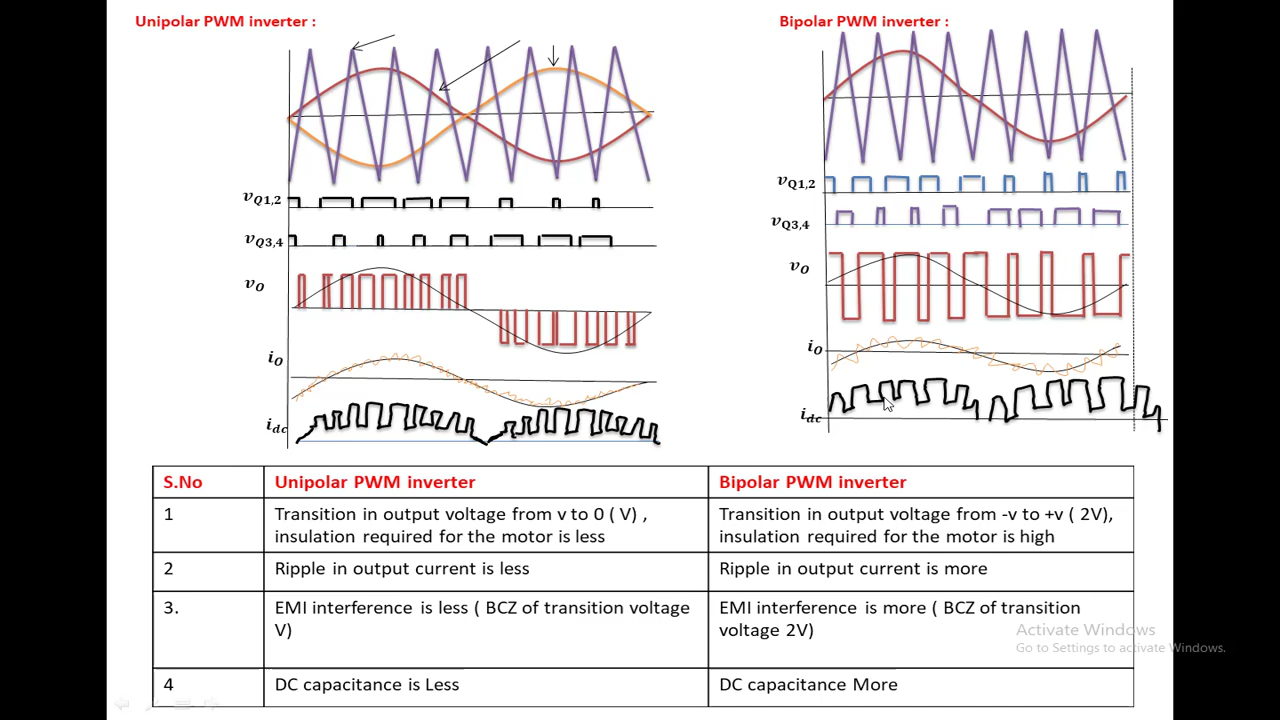 Unipolar PWM inverter :
Bipolar PWM inverter :
vQ1,2
vQ3,4
vO
iO
idc
vQ1,2
vQ3,4
vO
iO
idc
S.No
Unipolar PWM inverter
Bipolar PWM inverter
1
Transition in output voltage from v to 0 ( V) ,
insulation required for the motor is less
Transition in output voltage from -v to +v ( 2V),
insulation required for the motor is high
2
Ripple in output current is less
Ripple in output current is more
3.
EMI interference is less ( BCZ of transition voltage
V)
EMI interference is more ( BCZ of transition
voltage 2V)
4
DC capacitance is Less
DC capacitance More
Activate Windows
Go to Settings to activate Windows.